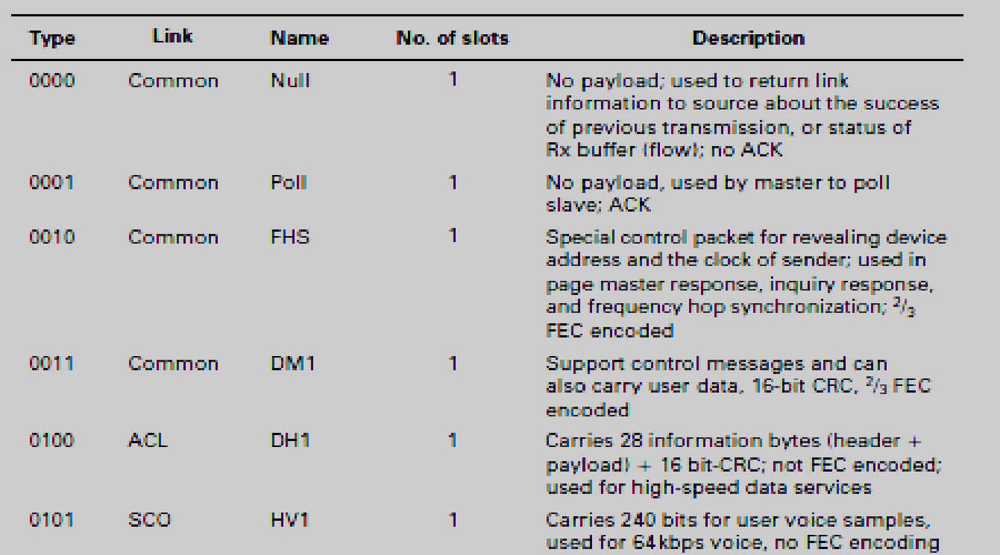 Type Link Name No. of slots Description
0000 Common Null 1 No payload; used to return link
information to source about the success
of previous transmission, or status of
Rx buffer (flow); no ACK
0001 Common Poll 1 No payload, used by master to poll
slave; ACK
0010 Common FHS 1 Special control packet for revealing device
address and the clock of sender; used in
page master response, inquiry response,
and frequency hop synchronization; 2/3
FEC encoded
0011 Common DM1 1 Support control messages and can
also carry user data, 16-bit CRC, 2/3 FEC
encoded
0100 ACL DH1 1 Carries 28 information bytes (header +
payload) + 16 bit-CRC; not FEC encoded;
used for high-speed data services
0101 SCO HV1 1 Carries 240 bits for user voice samples,
used for 64kbps voice, no FEC encoding